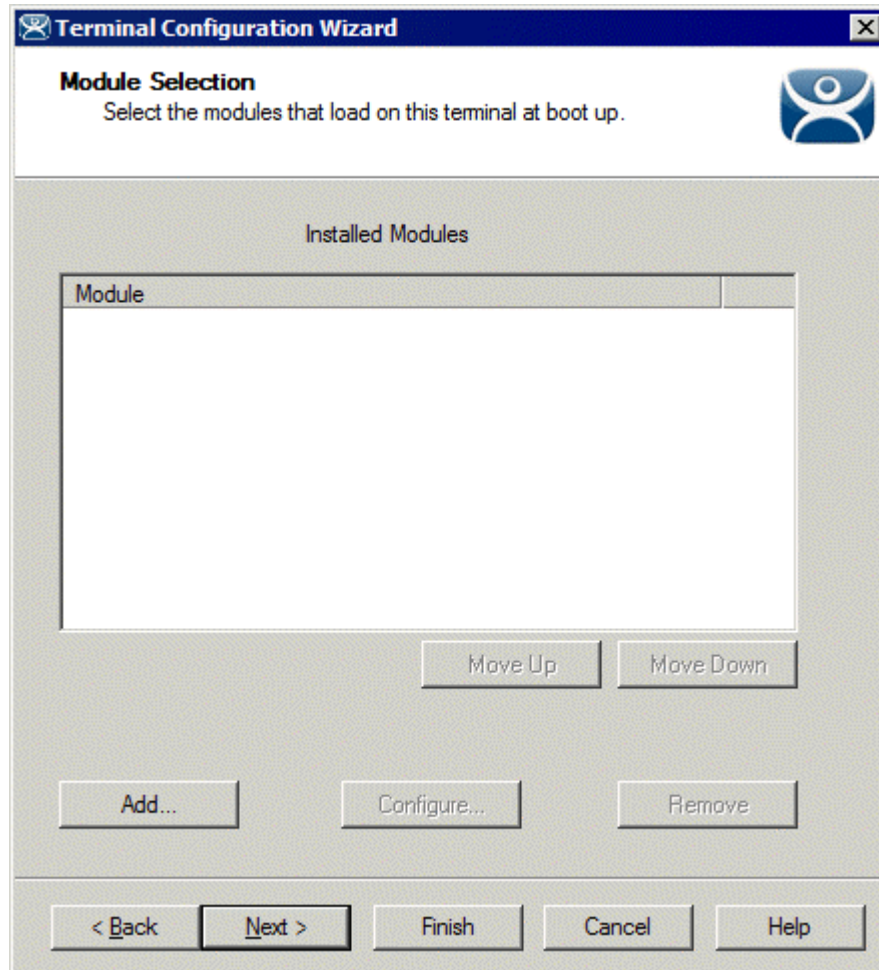 Terminal Configuration Wizard
Module Selection
Select the modules that load on this terminal at boot up.
Installed Modules
Module
Move Up
Move Down
Add...
Configure...
Remove
< Back
Next >
Finish
Cancel
Help